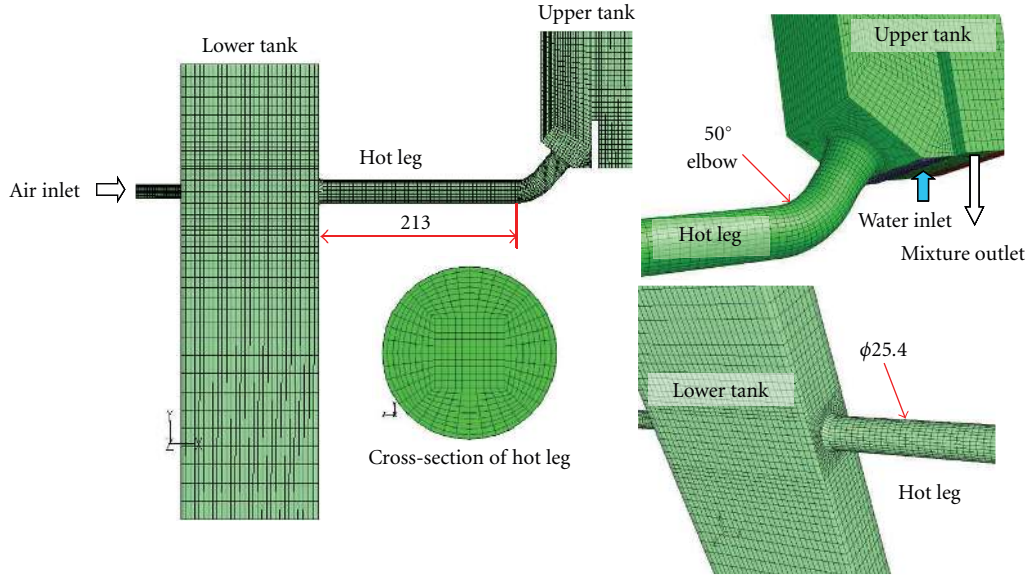 Upper tank
Lower tank
Hot leg
Air inlet
213
Cross-section of hot leg
Upper tank
50°
elbow
Hot leg
Water inlet
Mixture outlet
ϕ25.4
Lower tank
Hot leg